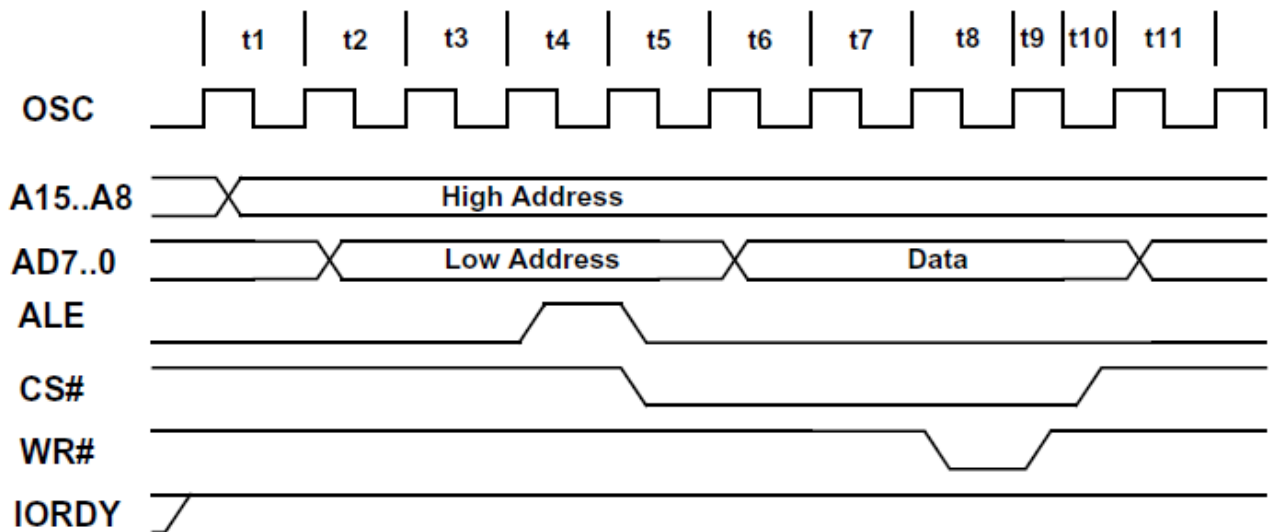 t1 t2 t3 t4 t5 t6 t7 t8 t9 t10 t11
OSC
A15..A8 High Address
AD7..0 Low Address Data
ALE
CS#
WR#
IORDY